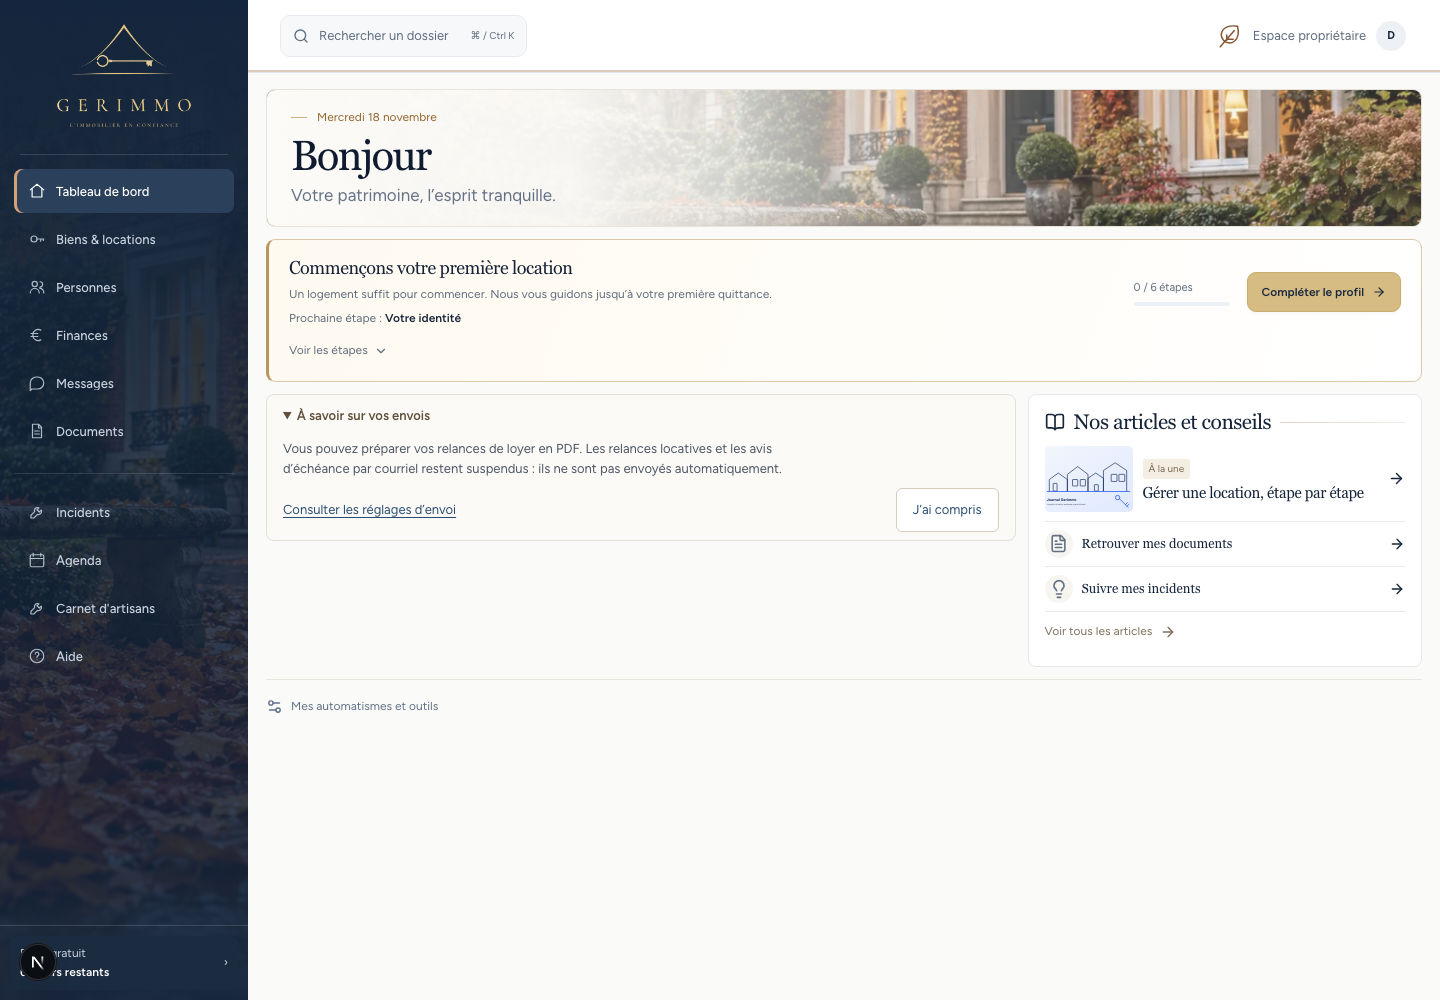 GERIMMO
L'IMMOBILIER EN CONFIANCE
Tableau de bord
Biens & locations
Personnes
Finances
Messages
Documents
Incidents
Agenda
Carnet d'artisans
Aide
gratuit
restants
Rechercher un dossier
⌘ / Ctrl K
Espace propriétaire
D
Mercredi 18 novembre
Bonjour
Votre patrimoine, l'esprit tranquille.
Commençons votre première location
Un logement suffit pour commencer. Nous vous guidons jusqu'à votre première quittance.
Prochaine étape : Votre identité
Voir les étapes
0 / 6 étapes
Compléter le profil
À savoir sur vos envois
Vous pouvez préparer vos relances de loyer en PDF. Les relances locatives et les avis
d'échéance par courriel restent suspendus : ils ne sont pas envoyés automatiquement.
Consulter les réglages d'envoi
J'ai compris
Nos articles et conseils
À la une
Gérer une location, étape par étape
Retrouver mes documents
Suivre mes incidents
Voir tous les articles
Mes automatismes et outils